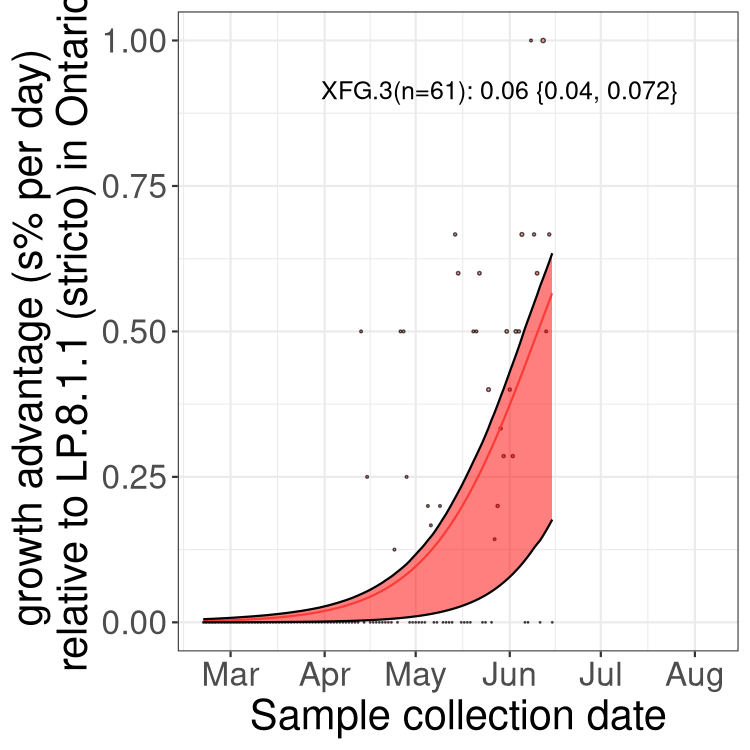 growth advantage (s% per day)
relative to LP.8.1.1 (stricto) in Ontario
1.00
0.75
0.50
0.25
0.00
XFG.3(n=61): 0.06 {0.04, 0.072}
Mar Apr May Jun Jul Aug
Sample collection date